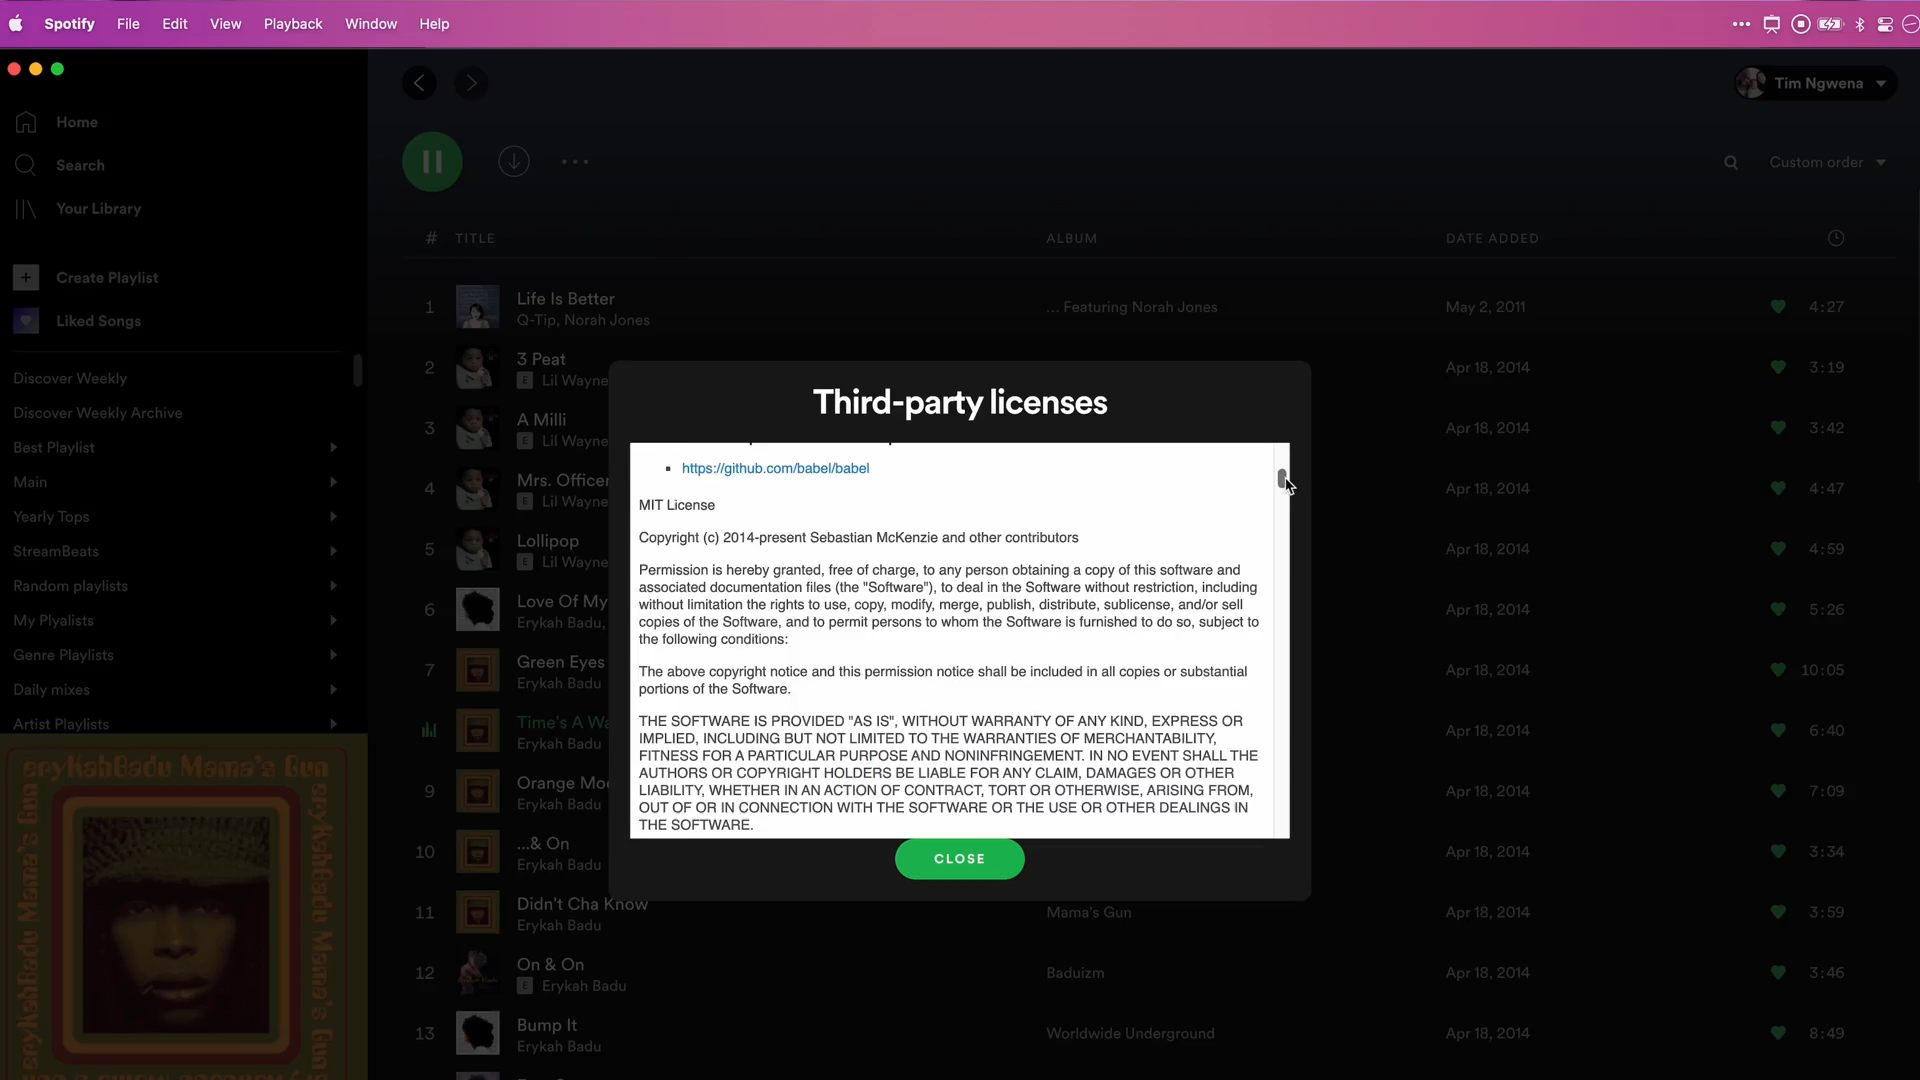 Spotify File Edit View Playback Window Help
Tim Ngwena
Home
Search
Your Library
Create Playlist
Liked Songs
Discover Weekly
Discover Weekly Archive
Best Playlist
Main
Yearly Tops
StreamBeats
Random playlists
My Plyalists
Genre Playlists
Daily mixes
Artist Playlists
erykahBadu Mama's Gun
erykahBadu Mama's Gun
erykahBadu Mama's Gun
Custom order
# TITLE ALBUM DATE ADDED
1 Life Is Better ... Featuring Norah Jones May 2, 2011 4:27
Q-Tip, Norah Jones
2 3 Peat Apr 18, 2014 3:19
E Lil Wayne
3 A Milli Apr 18, 2014 3:42
E Lil Wayne
4 Mrs. Officer Apr 18, 2014 4:47
E Lil Wayne
5 Lollipop Apr 18, 2014 4:59
E Lil Wayne
6 Love Of My Apr 18, 2014 5:26
Erykah Badu,
7 Green Eyes Apr 18, 2014 10:05
Erykah Badu
Time's A Wa Apr 18, 2014 6:40
Erykah Badu
9 Orange Moo Apr 18, 2014 7:09
Erykah Badu
10 ...& On Apr 18, 2014 3:34
Erykah Badu
11 Didn't Cha Know Mama's Gun Apr 18, 2014 3:59
Erykah Badu
12 On & On Baduizm Apr 18, 2014 3:46
E Erykah Badu
13 Bump It Worldwide Underground Apr 18, 2014 8:49
Erykah Badu
Third-party licenses
https://github.com/babel/babel
MIT License
Copyright (c) 2014-present Sebastian McKenzie and other contributors
Permission is hereby granted, free of charge, to any person obtaining a copy of this software and
associated documentation files (the "Software"), to deal in the Software without restriction, including
without limitation the rights to use, copy, modify, merge, publish, distribute, sublicense, and/or sell
copies of the Software, and to permit persons to whom the Software is furnished to do so, subject to
the following conditions:
The above copyright notice and this permission notice shall be included in all copies or substantial
portions of the Software.
THE SOFTWARE IS PROVIDED "AS IS", WITHOUT WARRANTY OF ANY KIND, EXPRESS OR
IMPLIED, INCLUDING BUT NOT LIMITED TO THE WARRANTIES OF MERCHANTABILITY,
FITNESS FOR A PARTICULAR PURPOSE AND NONINFRINGEMENT. IN NO EVENT SHALL THE
AUTHORS OR COPYRIGHT HOLDERS BE LIABLE FOR ANY CLAIM, DAMAGES OR OTHER
LIABILITY, WHETHER IN AN ACTION OF CONTRACT, TORT OR OTHERWISE, ARISING FROM,
OUT OF OR IN CONNECTION WITH THE SOFTWARE OR THE USE OR OTHER DEALINGS IN
THE SOFTWARE.
CLOSE